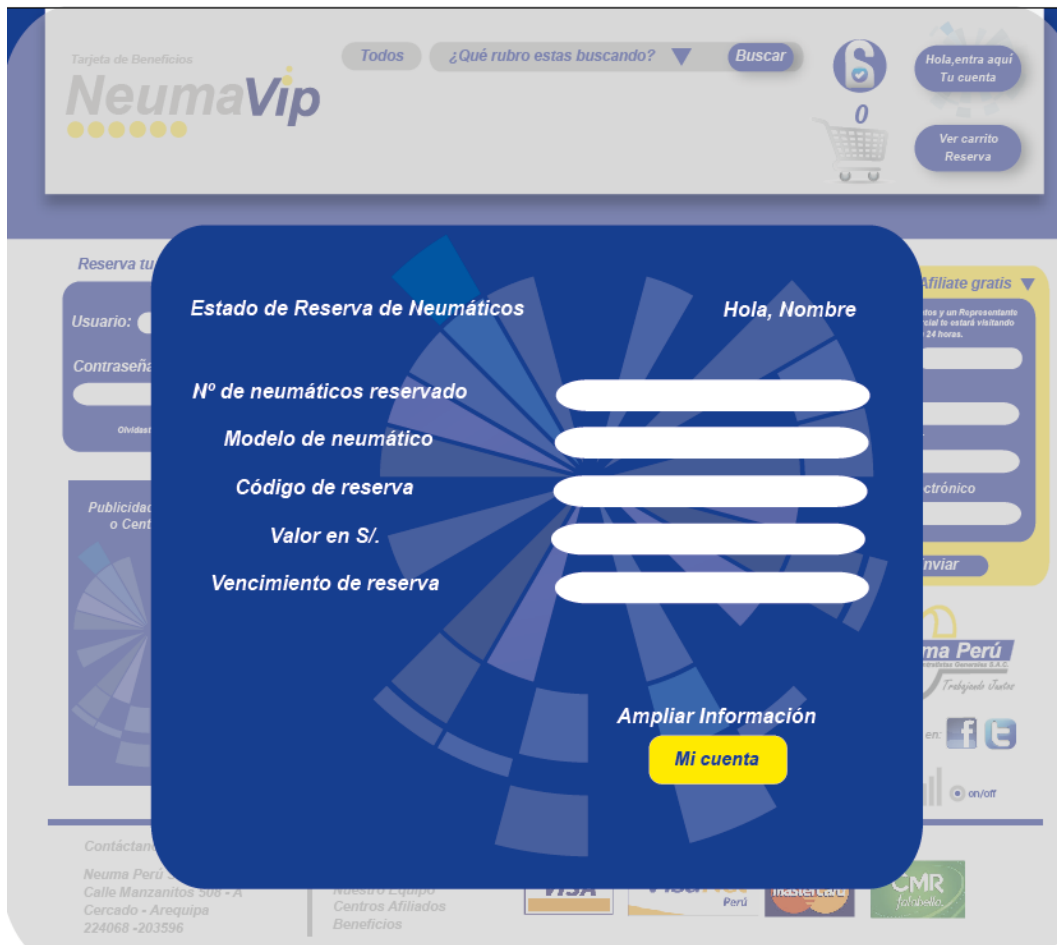 Tarjeta de Beneficios
NeumaVip
Todos
¿Qué rubro estas buscando?
Buscar
Hola,entra aquí
Tu cuenta
0
Ver carrito
Reserva
Reserva tu
Usuario:
Contraseña
Publicidad
o Cent
Estado de Reserva de Neumáticos
Hola, Nombre
Nº de neumáticos reservado
Modelo de neumático
Código de reserva
Valor en S/.
Vencimiento de reserva
Ampliar Información
Mi cuenta
Afiliate gratis
tos y un Representante
rcial te estará visitando
24 horas.
ctrónico
nviar
ma Perú
Trabajando Juntos
en:
on/off
Contáctan
Neuma Perú
Calle Manzanitos 508 - A
Cercado - Arequipa
224068 -203596
Nuestro Equipo
Centros Afiliados
Beneficios
VISA
VisaNet
Perú
MasterCard
CMR
falabella